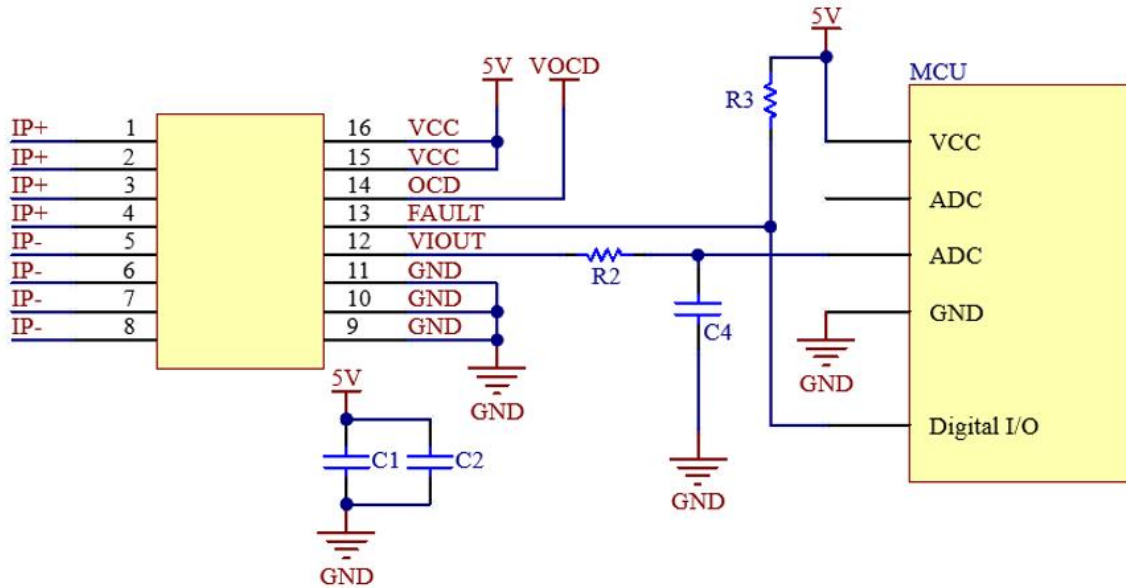 5V
5V VOCD
MCU
R3
IP+ 1 16 VCC
VCC
IP+ 2 15 VCC
IP+ 3 14 OCD
ADC
IP+ 4 13 FAULT
IP- 5 12 VIOUT
ADC
R2
IP- 6 11 GND
IP- 7 10 GND
GND
IP- 8 9 GND
C4
5V
GND
GND
Digital I/O
C1 C2
GND
GND